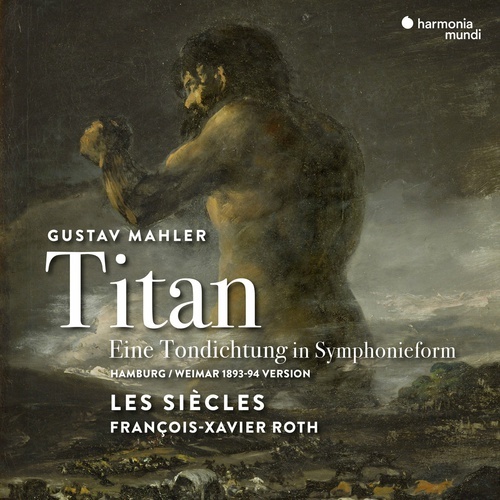 harmonia
mundi
GUSTAV MAHLER
Titan
Eine Tondichtung in Symphonieform
HAMBURG / WEIMAR 1893-94 VERSION
LES SIÈCLES
FRANÇOIS-XAVIER ROTH